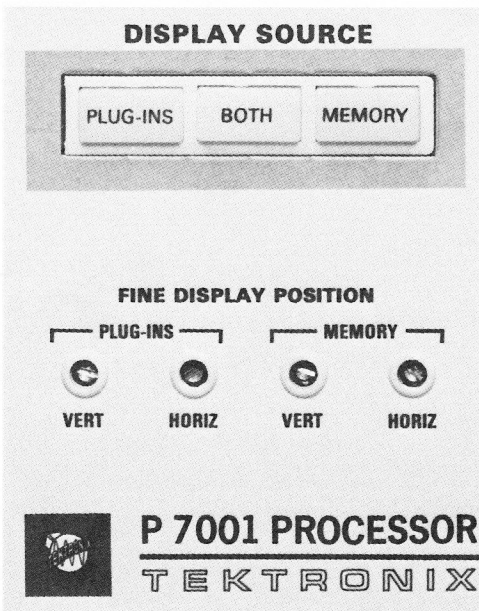 DISPLAY SOURCE
PLUG-INS BOTH MEMORY
FINE DISPLAY POSITION
PLUG-INS MEMORY
VERT HORIZ VERT HORIZ
P 7001 PROCESSOR
TEKTRONIX